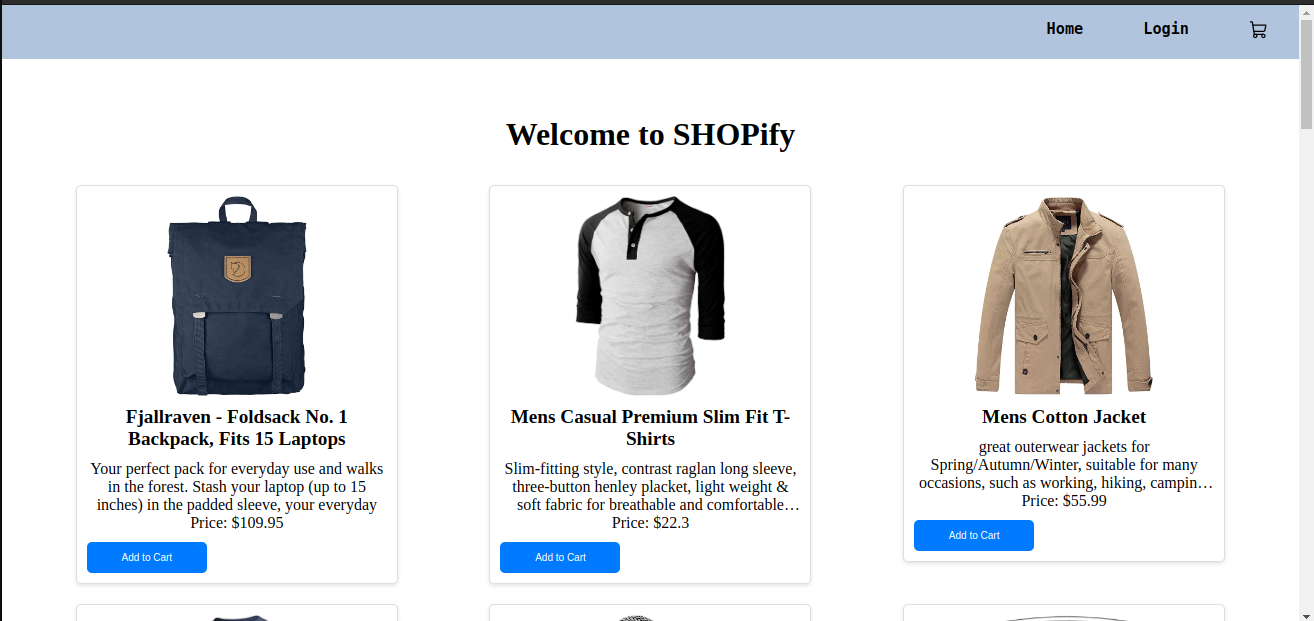 Home
Login
Welcome to SHOPify
Fjallraven - Foldsack No. 1
Backpack, Fits 15 Laptops
Your perfect pack for everyday use and walks
in the forest. Stash your laptop (up to 15
inches) in the padded sleeve, your everyday
Price: $109.95
Add to Cart
Mens Casual Premium Slim Fit T-
Shirts
Slim-fitting style, contrast raglan long sleeve,
three-button henley placket, light weight &
soft fabric for breathable and comfortable…
Price: $22.3
Add to Cart
Mens Cotton Jacket
great outerwear jackets for
Spring/Autumn/Winter, suitable for many
occasions, such as working, hiking, campin…
Price: $55.99
Add to Cart